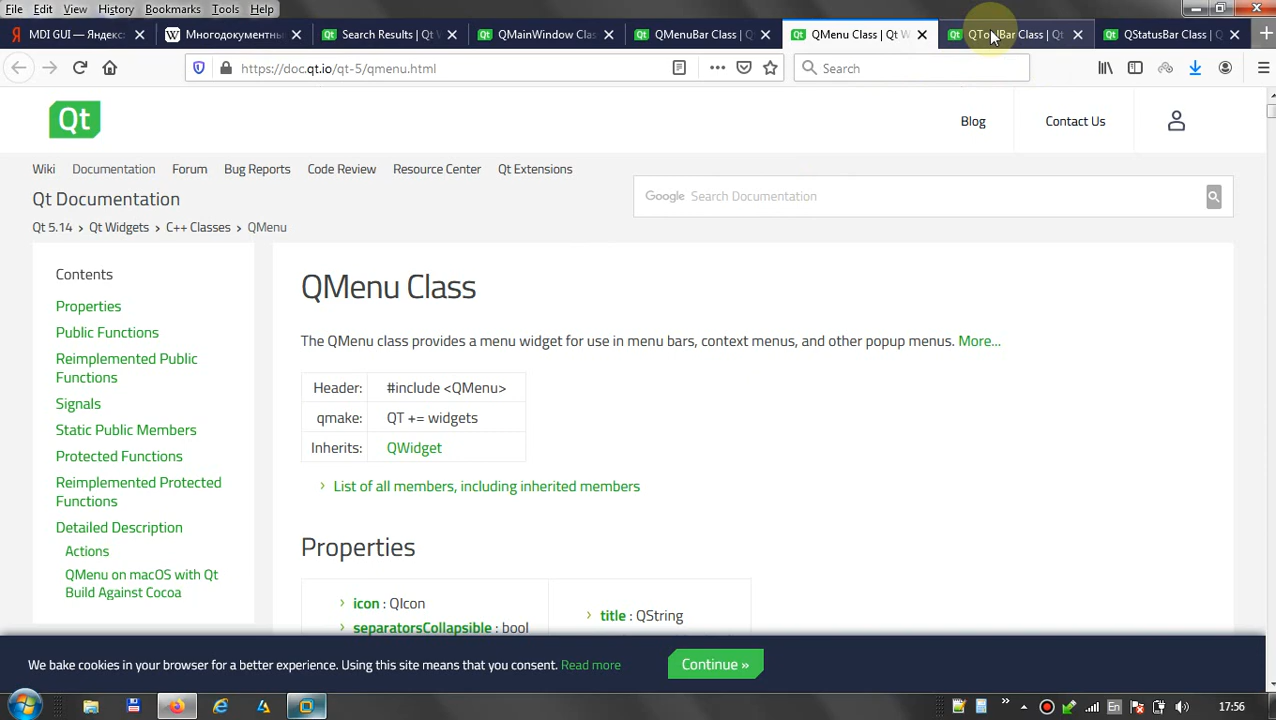 File Edit View History Bookmarks Tools Help
MDI GUI — Яндекс Многодокументны Search Results | Qt QMainWindow Clas QMenuBar Class | Q QMenu Class | Qt W QToolBar Class | Qt QStatusBar Class | Q
https://doc.qt.io/qt-5/qmenu.html Search
Qt
Blog Contact Us
Wiki Documentation Forum Bug Reports Code Review Resource Center Qt Extensions
Qt Documentation
Google Search Documentation
Qt 5.14 › Qt Widgets › C++ Classes › QMenu
Contents
Properties
Public Functions
Reimplemented Public
Functions
Signals
Static Public Members
Protected Functions
Reimplemented Protected
Functions
Detailed Description
Actions
QMenu on macOS with Qt
Build Against Cocoa
QMenu Class
The QMenu class provides a menu widget for use in menu bars, context menus, and other popup menus. More...
Header: #include <QMenu>
qmake: QT += widgets
Inherits: QWidget
› List of all members, including inherited members
Properties
› icon : QIcon
› separatorsCollapsible : bool
› title : QString
We bake cookies in your browser for a better experience. Using this site means that you consent. Read more
Continue »
En 17:56